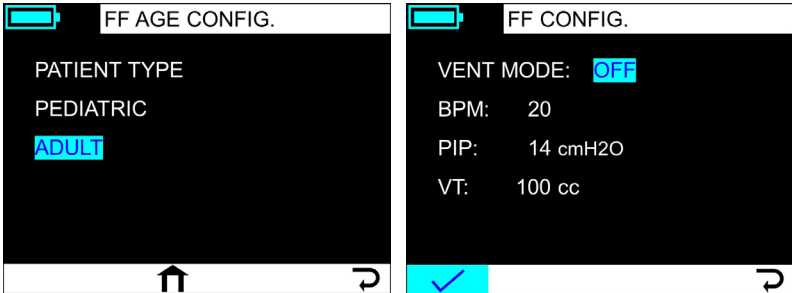 FF AGE CONFIG.
PATIENT TYPE
PEDIATRIC
ADULT
FF CONFIG.
VENT MODE: OFF
BPM: 20
PIP: 14 cmH2O
VT: 100 cc